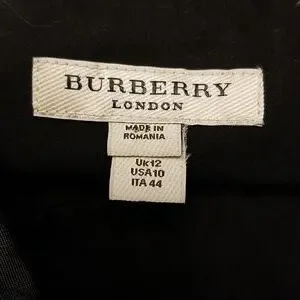 BURBERRY
LONDON
MADE IN
ROMANIA
UK12
USA10
ITA 44